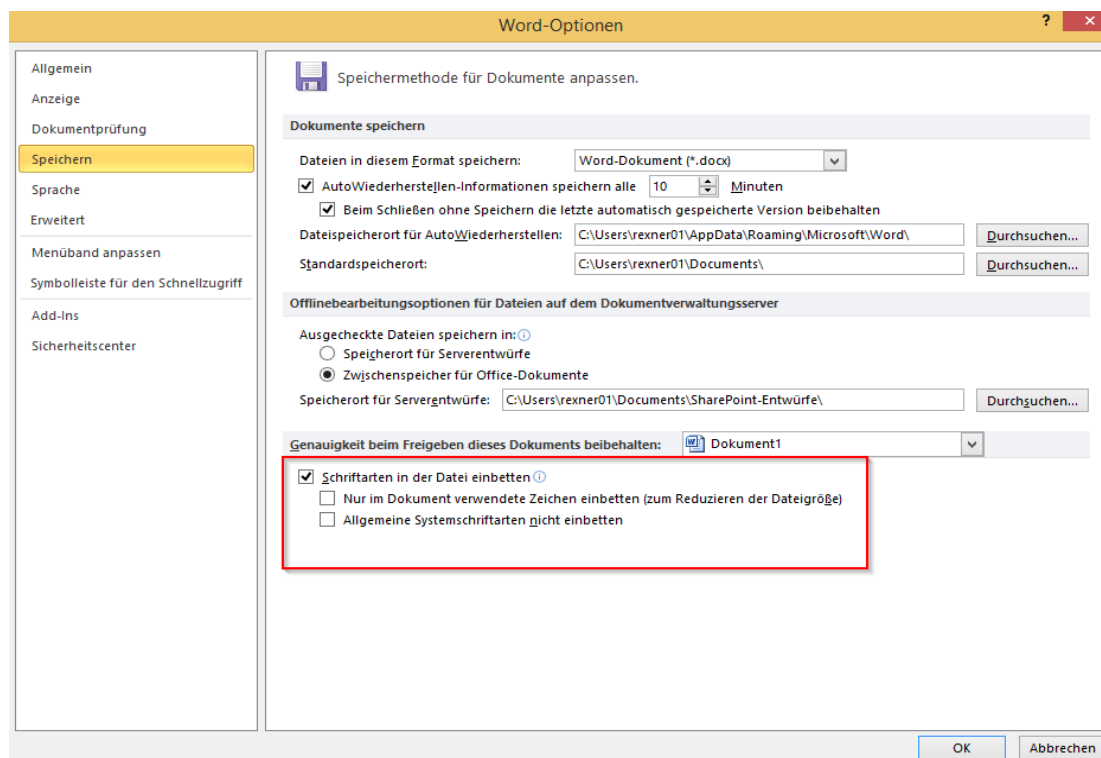 Word-Optionen
?
Allgemein
Anzeige
Dokumentprüfung
Speichern
Sprache
Erweitert
Menüband anpassen
Symbolleiste für den Schnellzugriff
Add-Ins
Sicherheitscenter
Speichermethode für Dokumente anpassen.
Dokumente speichern
Dateien in diesem Format speichern: Word-Dokument (*.docx)
AutoWiederherstellen-Informationen speichern alle 10 Minuten
Beim Schließen ohne Speichern die letzte automatisch gespeicherte Version beibehalten
Dateispeicherort für AutoWiederherstellen: C:\Users\rexner01\AppData\Roaming\Microsoft\Word\ Durchsuchen...
Standardspeicherort: C:\Users\rexner01\Documents\ Durchsuchen...
Offlinebearbeitungsoptionen für Dateien auf dem Dokumentverwaltungsserver
Ausgecheckte Dateien speichern in:
Speicherort für Serverentwürfe
Zwischenspeicher für Office-Dokumente
Speicherort für Serverentwürfe: C:\Users\rexner01\Documents\SharePoint-Entwürfe\ Durchsuchen...
Genauigkeit beim Freigeben dieses Dokuments beibehalten: Dokument1
Schriftarten in der Datei einbetten
Nur im Dokument verwendete Zeichen einbetten (zum Reduzieren der Dateigröße)
Allgemeine Systemschriftarten nicht einbetten
OK Abbrechen